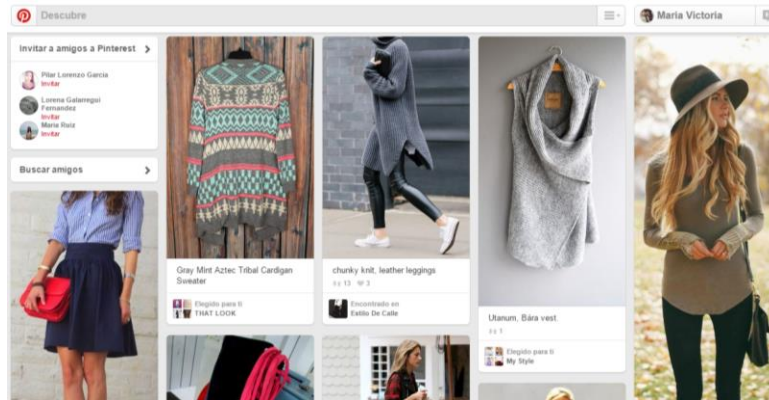 Descubre
Maria Victoria
Invitar a amigos a Pinterest
Pilar Lorenzo Garcia
Invitar
Lorena Galarregui
Fernandez
Invitar
Maria Ruiz
Invitar
Buscar amigos
Gray Mint Aztec Tribal Cardigan
Sweater
Elegido para ti
THAT LOOK
chunky knit, leather leggings
13 3
Encontrado en
Estilo De Calle
Utanum, Bára vest.
1
Elegido para ti
My Style